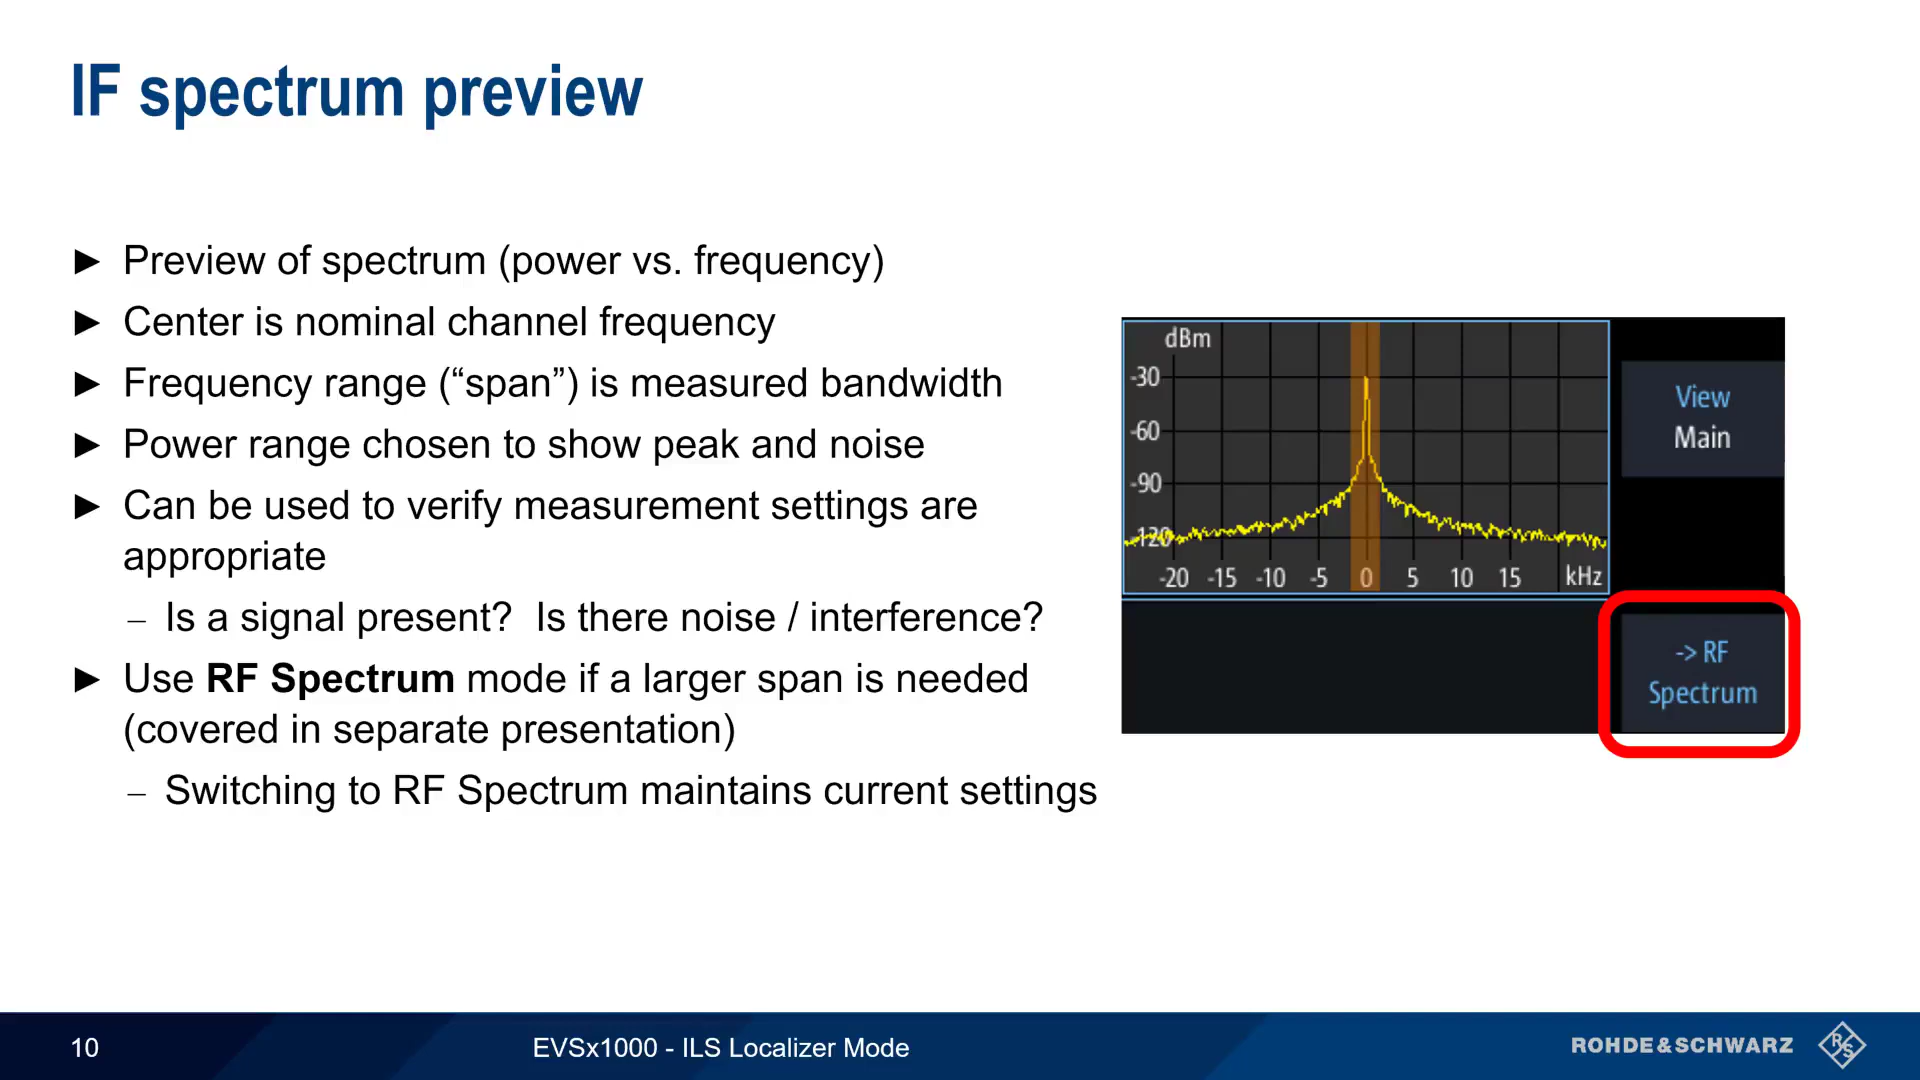 IF spectrum preview
► Preview of spectrum (power vs. frequency)
► Center is nominal channel frequency
► Frequency range (“span”) is measured bandwidth
► Power range chosen to show peak and noise
► Can be used to verify measurement settings are
appropriate
– Is a signal present?  Is there noise / interference?
► Use RF Spectrum mode if a larger span is needed
(covered in separate presentation)
– Switching to RF Spectrum maintains current settings
dBm
-30
-60
-90
-120
-20 -15 -10 -5 0 5 10 15 kHz
View
Main
-> RF
Spectrum
10
EVSx1000 - ILS Localizer Mode
ROHDE&SCHWARZ
R
S